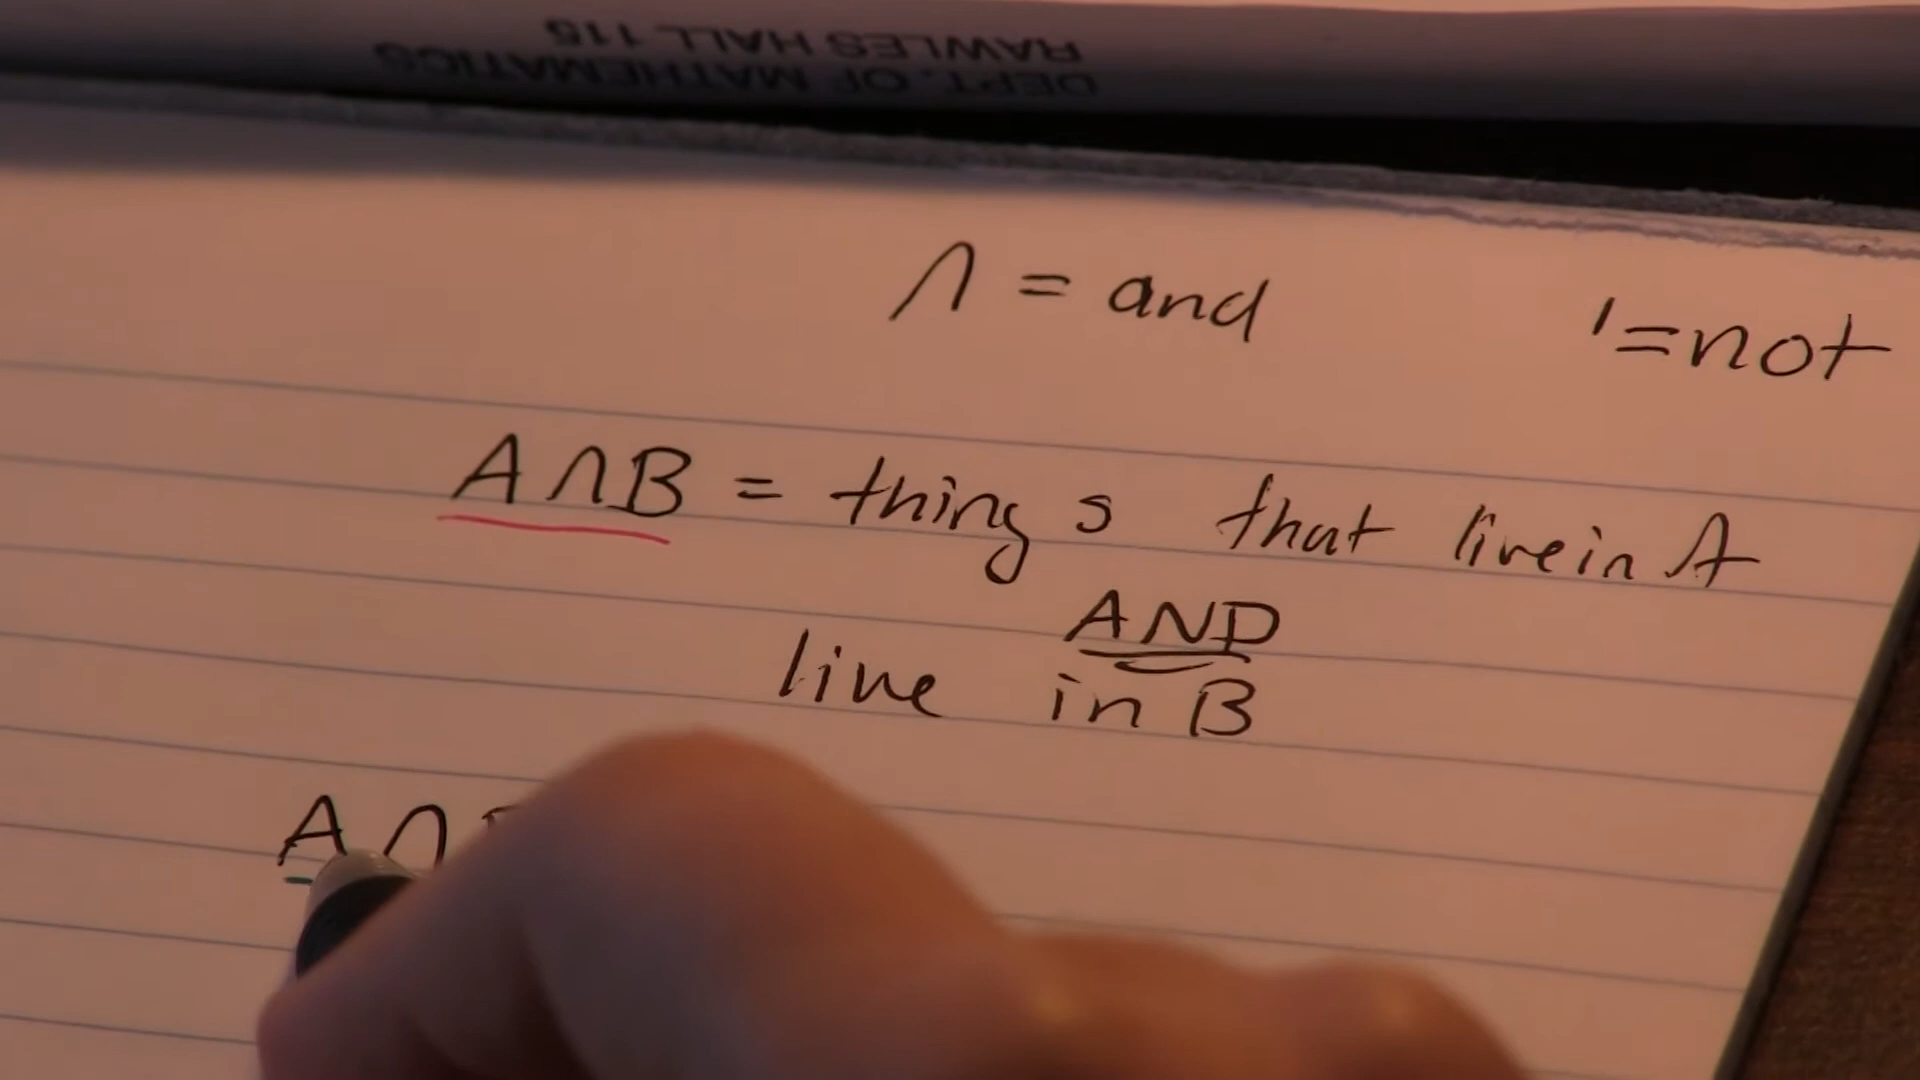 RAWLES HALL 115
DEPT. OF MATHEMATICS
∩ = and '=not
A∩B = things that live in A
AND
live in B
A ∩